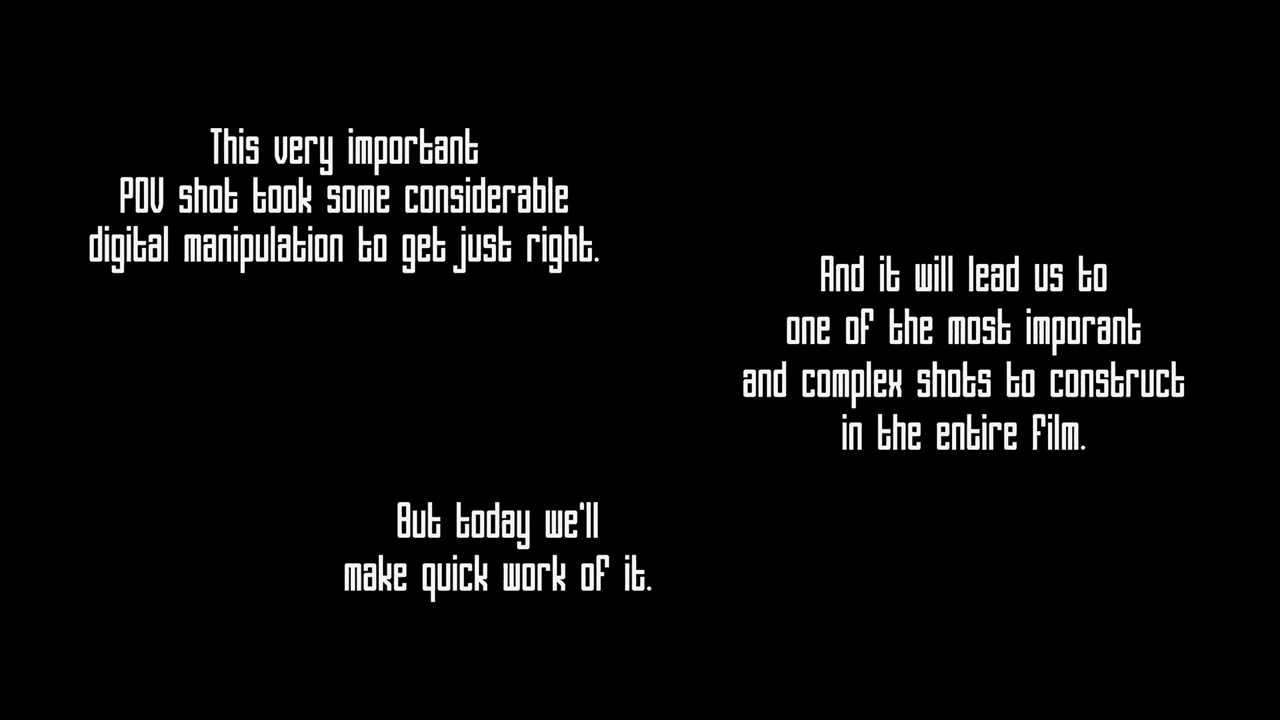 This very important
POV shot took some considerable
digital manipulation to get just right.
And it will lead us to
one of the most imporant
and complex shots to construct
in the entire film.
But today we'll
make quick work of it.